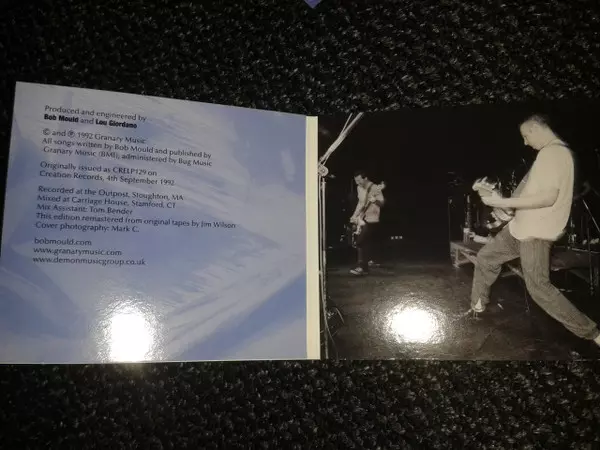 Produced and engineered by
Bob Mould and Lou Giordano
© and ℗ 1992 Granary Music
All songs written by Bob Mould and published by
Granary Music (BMI), administered by Bug Music
Originally issued as CRELP129 on
Creation Records, 4th September 1992
Recorded at the Outpost, Stoughton, MA
Mixed at Carriage House, Stamford, CT
Mix Assistant: Tom Bender
This edition remastered from original tapes by Jim Wilson
Cover photography: Mark C.
bobmould.com
www.granarymusic.com
www.demonmusicgroup.co.uk